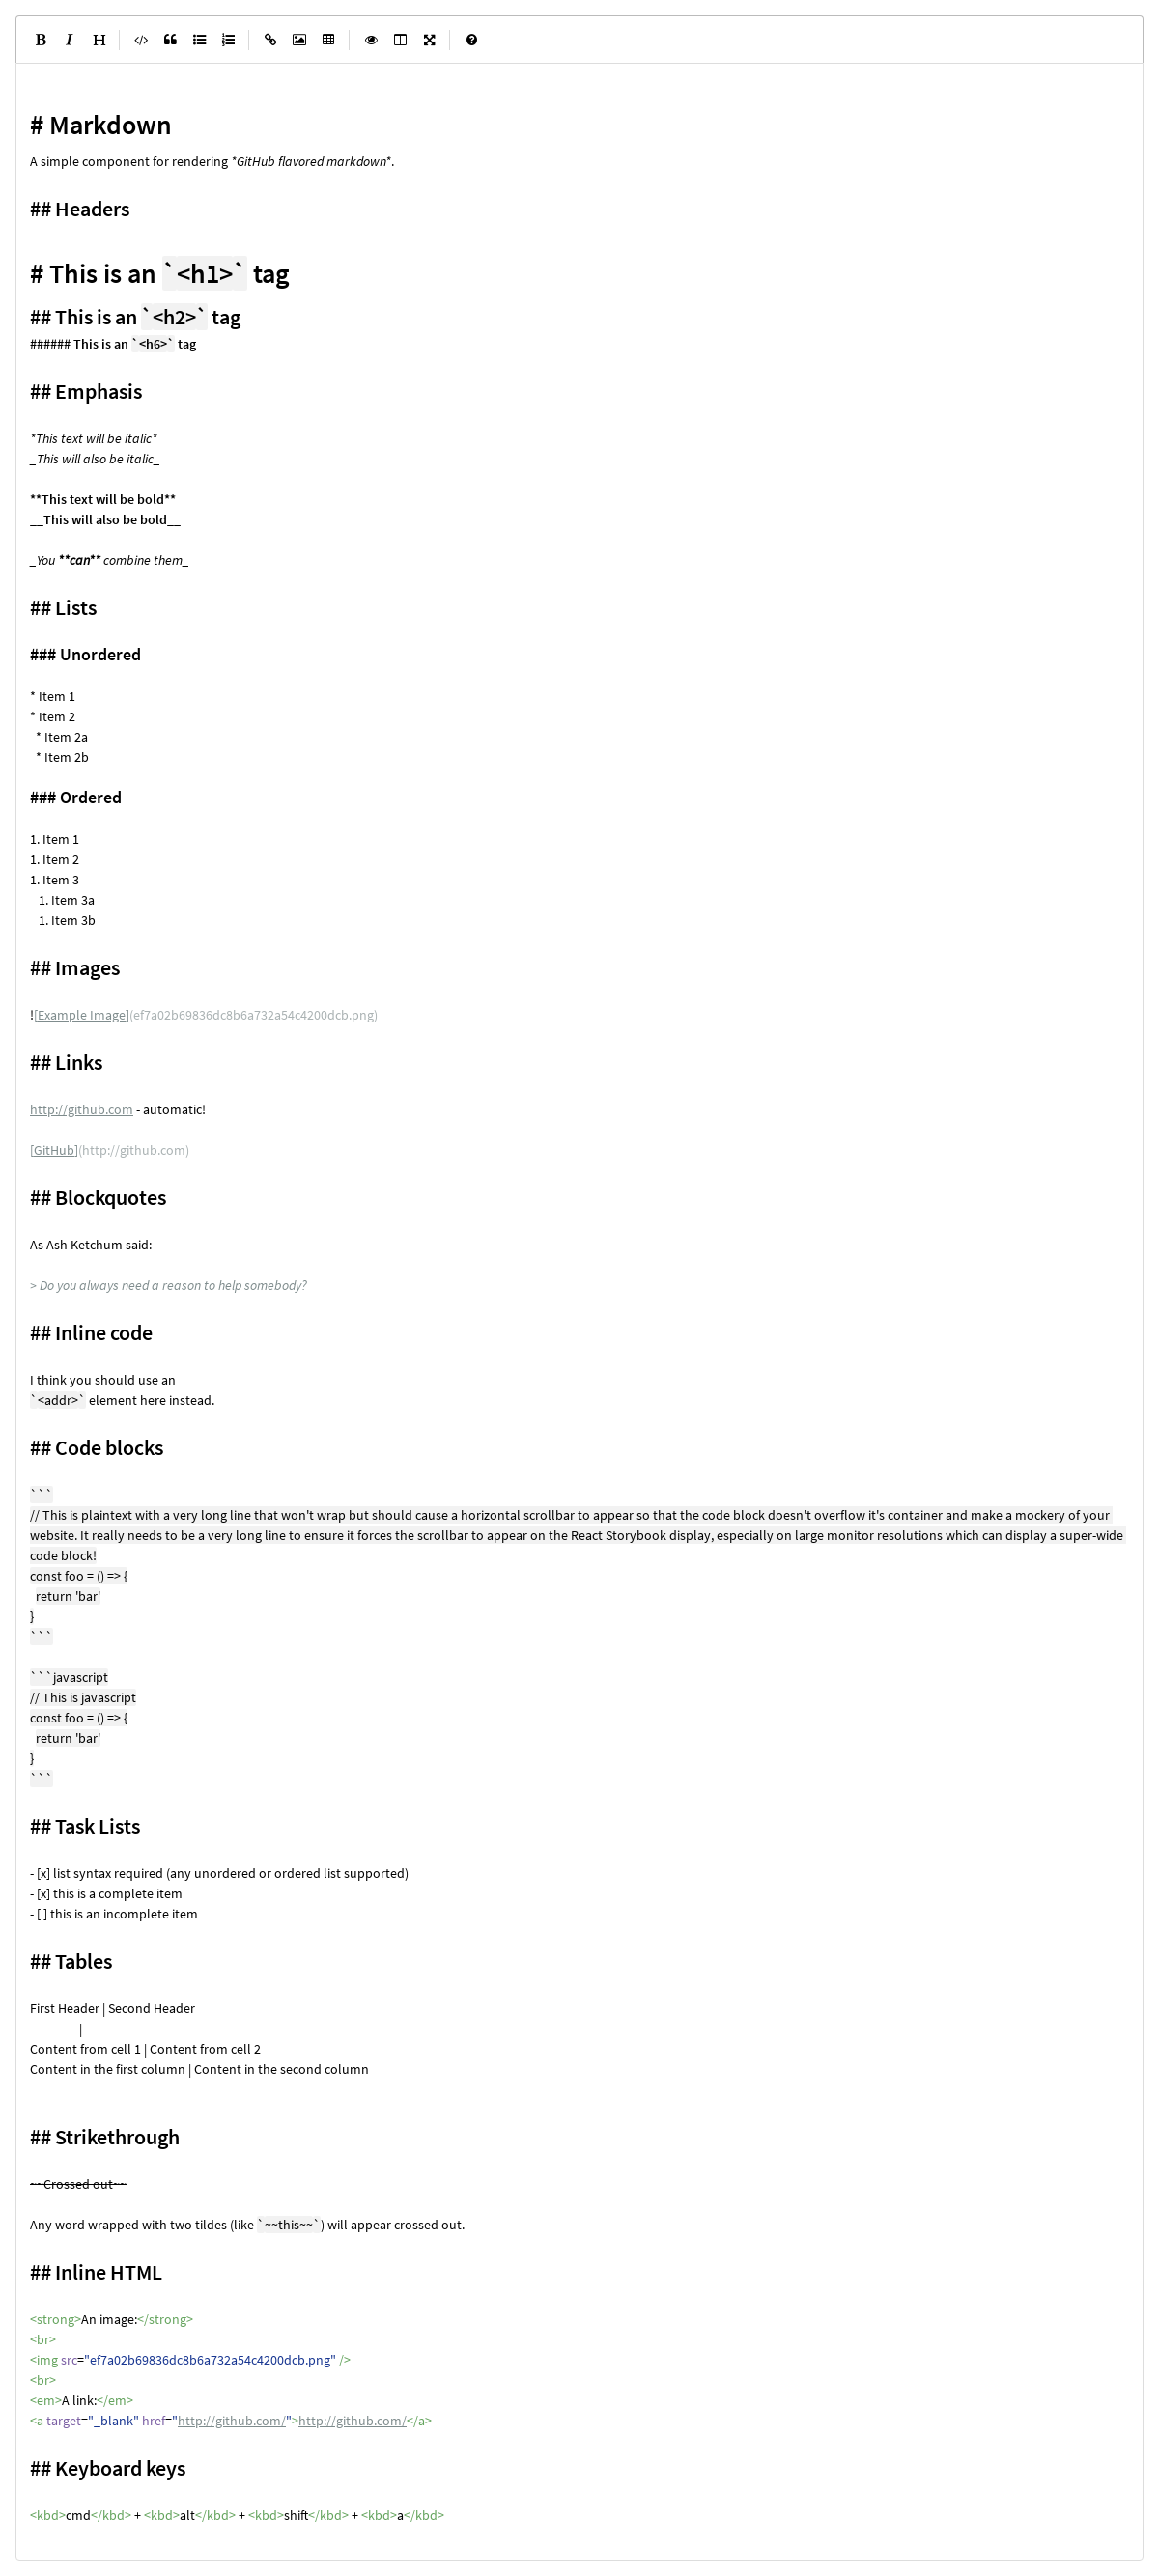 # Markdown
A simple component for rendering *GitHub flavored markdown*.
## Headers
# This is an `<h1>` tag
## This is an `<h2>` tag
###### This is an `<h6>` tag
## Emphasis
*This text will be italic*
_This will also be italic_
**This text will be bold**
__This will also be bold__
_You **can** combine them_
## Lists
### Unordered
* Item 1
* Item 2
  * Item 2a
  * Item 2b
### Ordered
1. Item 1
1. Item 2
1. Item 3
   1. Item 3a
   1. Item 3b
## Images
![Example Image](ef7a02b69836dc8b6a732a54c4200dcb.png)
## Links
http://github.com - automatic!
[GitHub](http://github.com)
## Blockquotes
As Ash Ketchum said:
> Do you always need a reason to help somebody?
## Inline code
I think you should use an
`<addr>` element here instead.
## Code blocks
```
// This is plaintext with a very long line that won't wrap but should cause a horizontal scrollbar to appear so that the code block doesn't overflow it's container and make a mockery of your
website. It really needs to be a very long line to ensure it forces the scrollbar to appear on the React Storybook display, especially on large monitor resolutions which can display a super-wide
code block!
const foo = () => {
  return 'bar'
}
```
```javascript
// This is javascript
const foo = () => {
  return 'bar'
}
```
## Task Lists
- [x] list syntax required (any unordered or ordered list supported)
- [x] this is a complete item
- [ ] this is an incomplete item
## Tables
First Header | Second Header
------------ | -------------
Content from cell 1 | Content from cell 2
Content in the first column | Content in the second column
## Strikethrough
~~Crossed out~~
Any word wrapped with two tildes (like `~~this~~`) will appear crossed out.
## Inline HTML
<strong>An image:</strong>
<br>
<img src="ef7a02b69836dc8b6a732a54c4200dcb.png" />
<br>
<em>A link:</em>
<a target="_blank" href="http://github.com/">http://github.com/</a>
## Keyboard keys
<kbd>cmd</kbd> + <kbd>alt</kbd> + <kbd>shift</kbd> + <kbd>a</kbd>